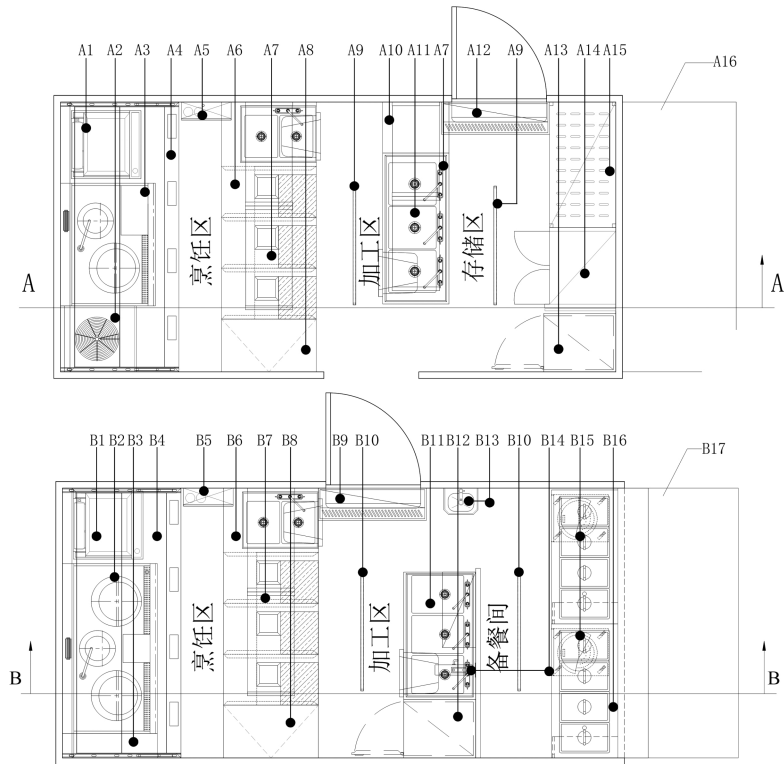 A1 A2 A3 A4 A5 A6 A7 A8 A9 A10 A11 A7 A12 A9 A13 A14 A15 A16
烹饪区
加工区
存储区
A A
B1 B2 B3 B4 B5 B6 B7 B8 B9 B10 B11 B12 B13 B10 B14 B15 B16 B17
烹饪区
加工区
备餐间
B B